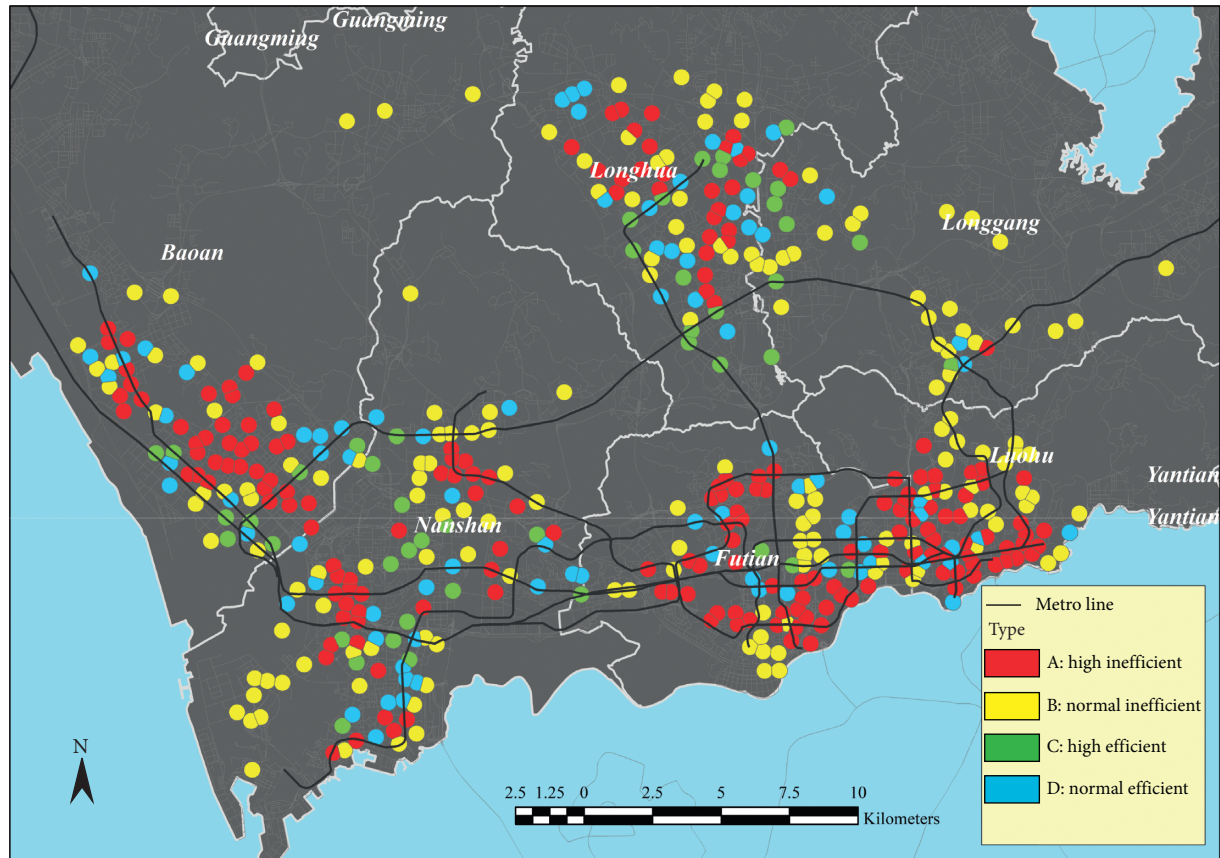 Guangming
Guangming
Longhua
Longgang
Baoan
Luohu
Yantian
Nanshan
Yantian
Futian
Metro line
Type
A: high inefficient
B: normal inefficient
C: high efficient
D: normal efficient
N
2.5 1.25 0 2.5 5 7.5 10
Kilometers